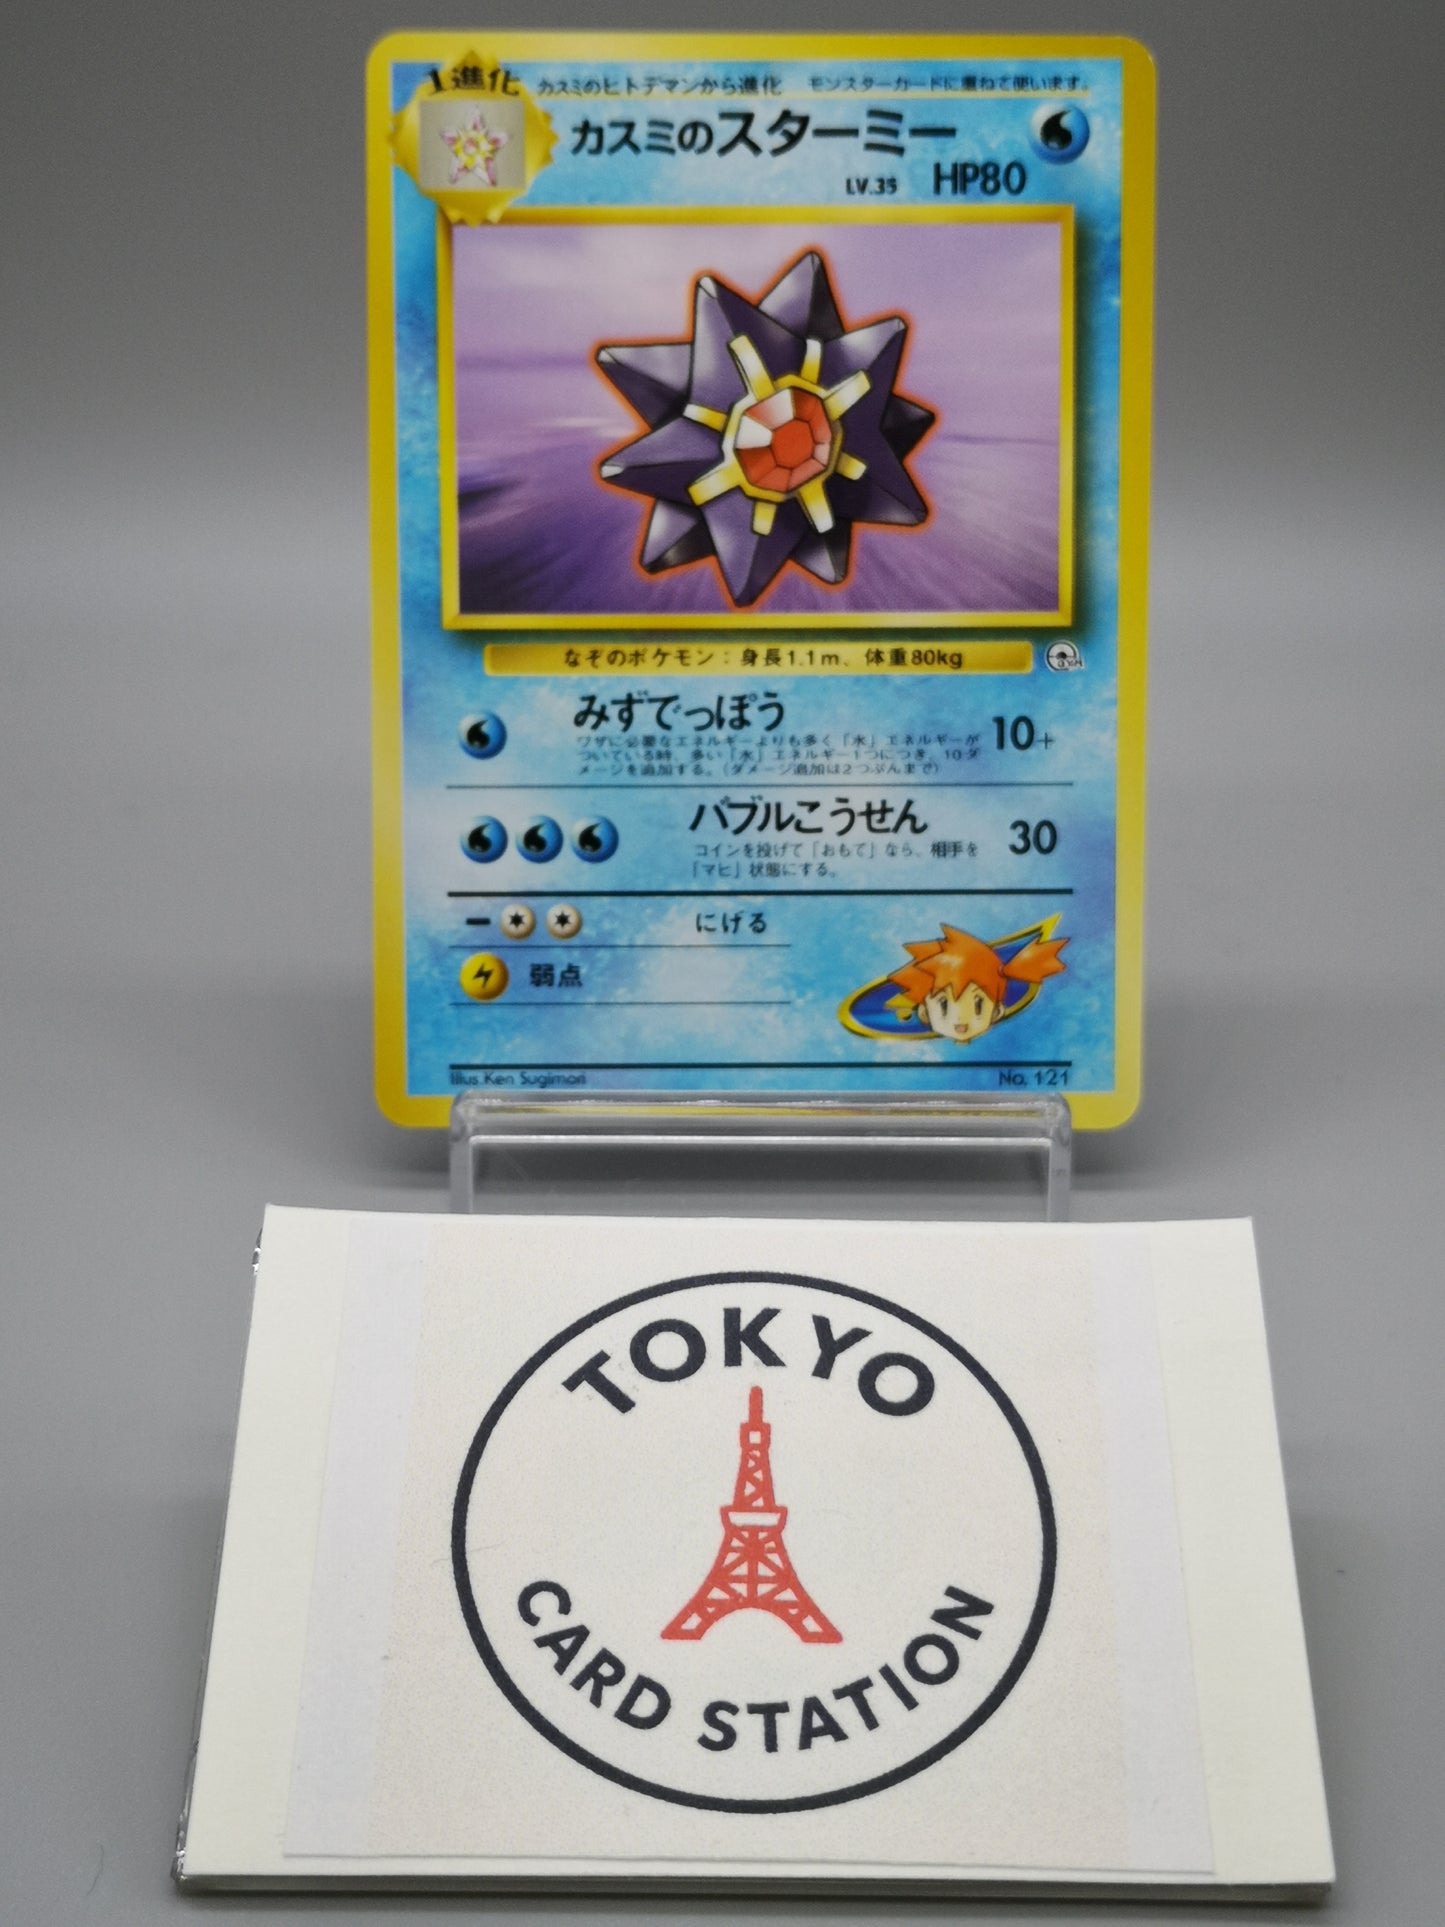 1進化
カスミのヒトデマンから進化 モンスターカードに重ねて使います。
カスミのスターミー
LV.35 HP80
なぞのポケモン：身長1.1m、体重80kg
GYM
みずでっぽう
10+
ワザに必要なエネルギーよりも多く「水」エネルギーが
ついている時、多い「水」エネルギー1つにつき、10ダ
メージを追加する。（ダメージ追加は2つぶんまで）
バブルこうせん
30
コインを投げて「おもて」なら、相手を
「マヒ」状態にする。
にげる
弱点
Illus.Ken Sugimori
No. 121
TOKYO
CARD STATION